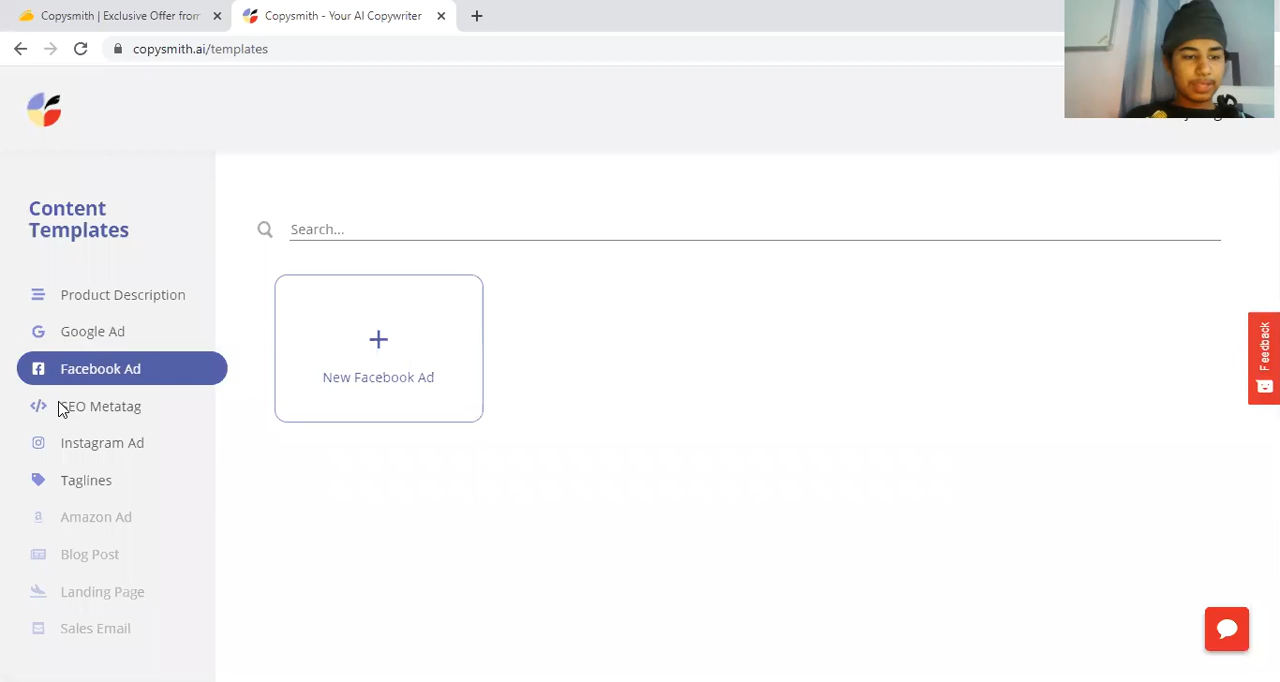 Copysmith | Exclusive Offer from
Copysmith - Your AI Copywriter
copysmith.ai/templates
Content
Templates
Search...
Product Description
Google Ad
Facebook Ad
SEO Metatag
Instagram Ad
Taglines
Amazon Ad
Blog Post
Landing Page
Sales Email
New Facebook Ad
Feedback